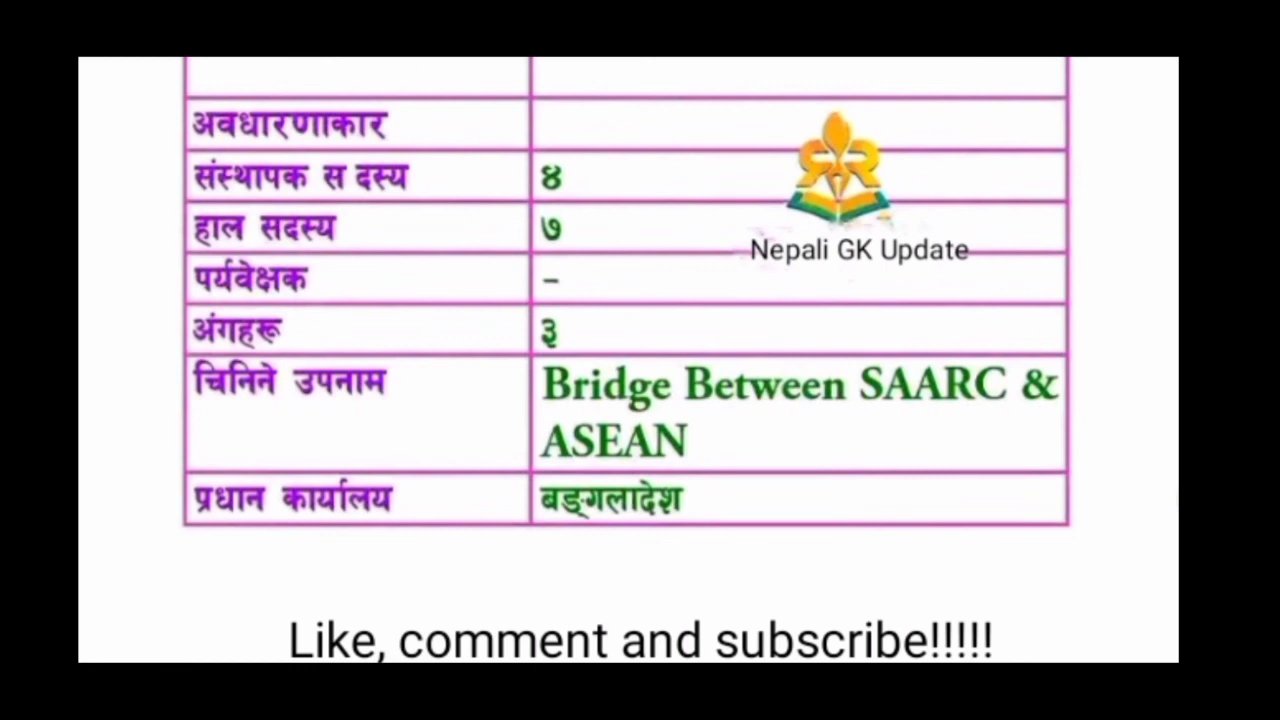 अवधारणाकार
संस्थापक स दस्य ४
हाल सदस्य ७
Nepali GK Update
पर्यवेक्षक –
अंगहरू ३
चिनिने उपनाम Bridge Between SAARC &
ASEAN
प्रधान कार्यालय बङ्गलादेश
Like, comment and subscribe!!!!!